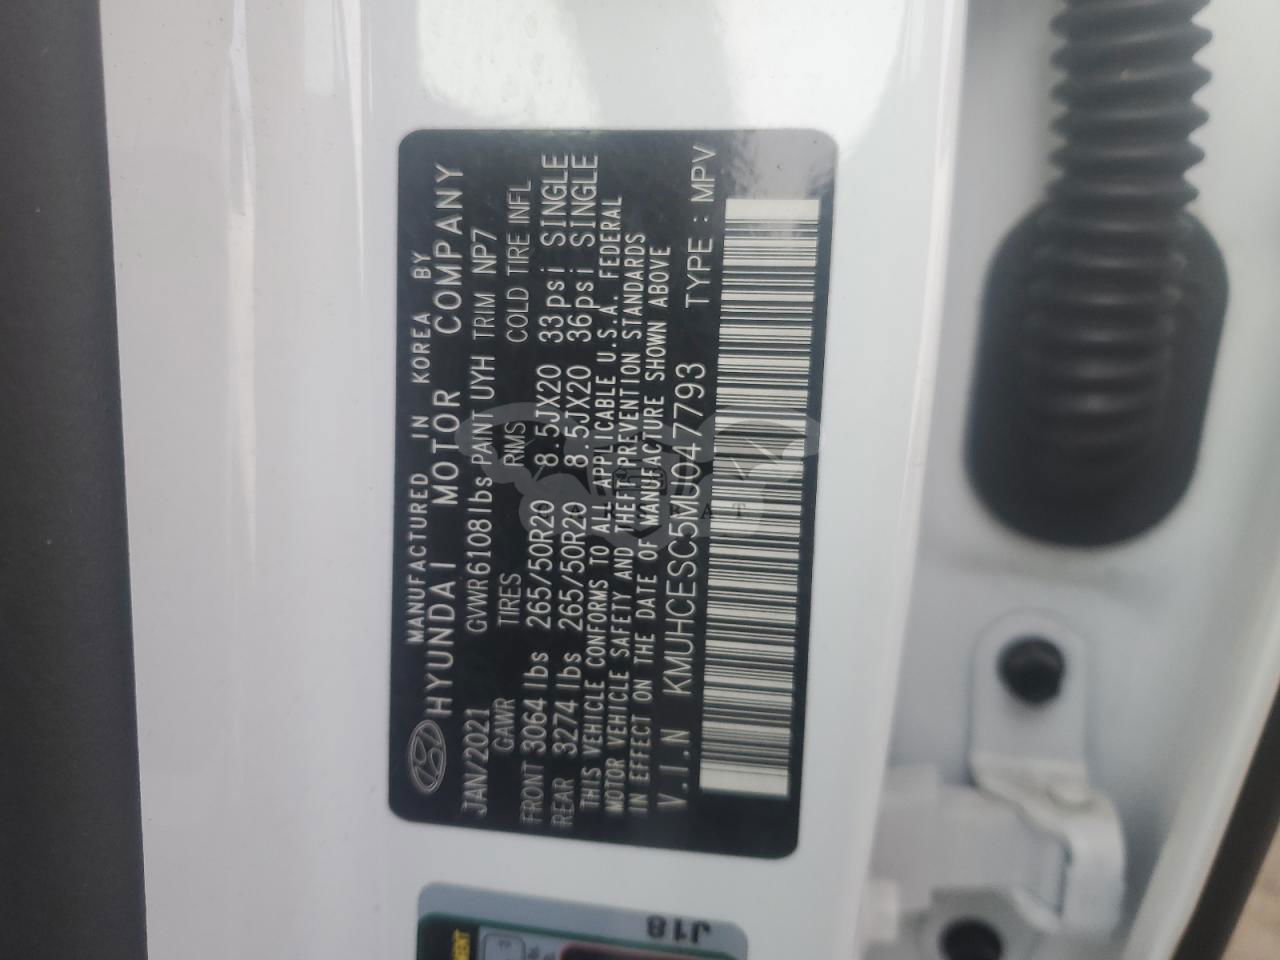 MANUFACTURED IN KOREA BY
HYUNDAI MOTOR COMPANY
JAN/2021 GVWR6108lbs PAINT UYH TRIM NP7
GAWR TIRES RIMS COLD TIRE INFL
FRONT 3064lbs 265/50R20 8.5JX20 33psi SINGLE
REAR 3274lbs 265/50R20 8.5JX20 36psi SINGLE
THIS VEHICLE CONFORMS TO ALL APPLICABLE U.S.A. FEDERAL
MOTOR VEHICLE SAFETY AND THEFT PREVENTION STANDARDS
IN EFFECT ON THE DATE OF MANUFACTURE SHOWN ABOVE
V.I.N KMUHCESC5MU047793 TYPE : MPV
J18